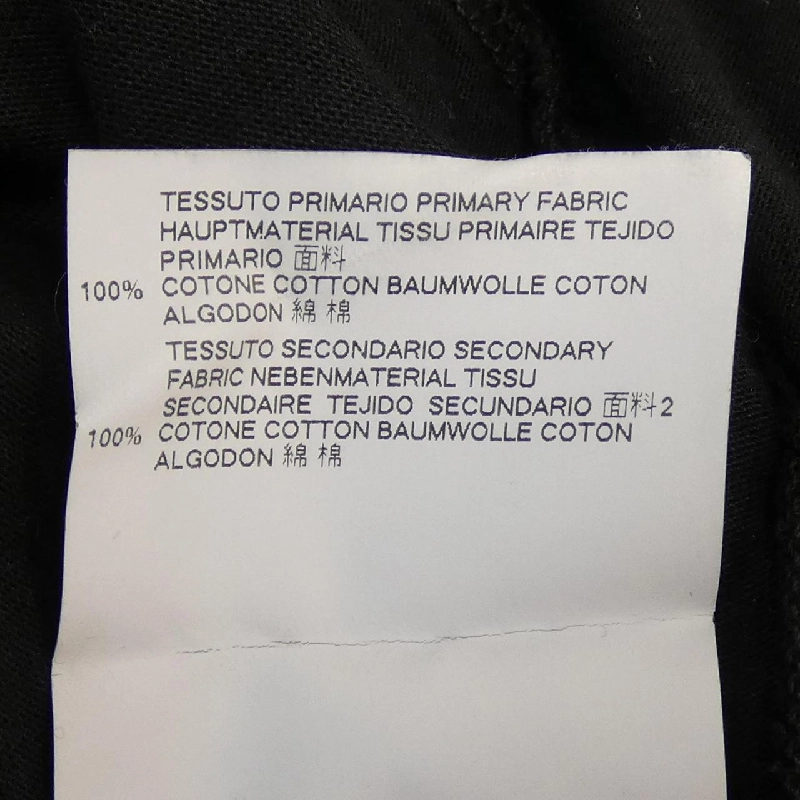 TESSUTO PRIMARIO PRIMARY FABRIC
HAUPTMATERIAL TISSU PRIMAIRE TEJIDO
PRIMARIO 面料
100% COTONE COTTON BAUMWOLLE COTON
ALGODON 綿 棉
TESSUTO SECONDARIO SECONDARY
FABRIC NEBENMATERIAL TISSU
SECONDAIRE TEJIDO SECUNDARIO 面料2
100% COTONE COTTON BAUMWOLLE COTON
ALGODON 綿 棉